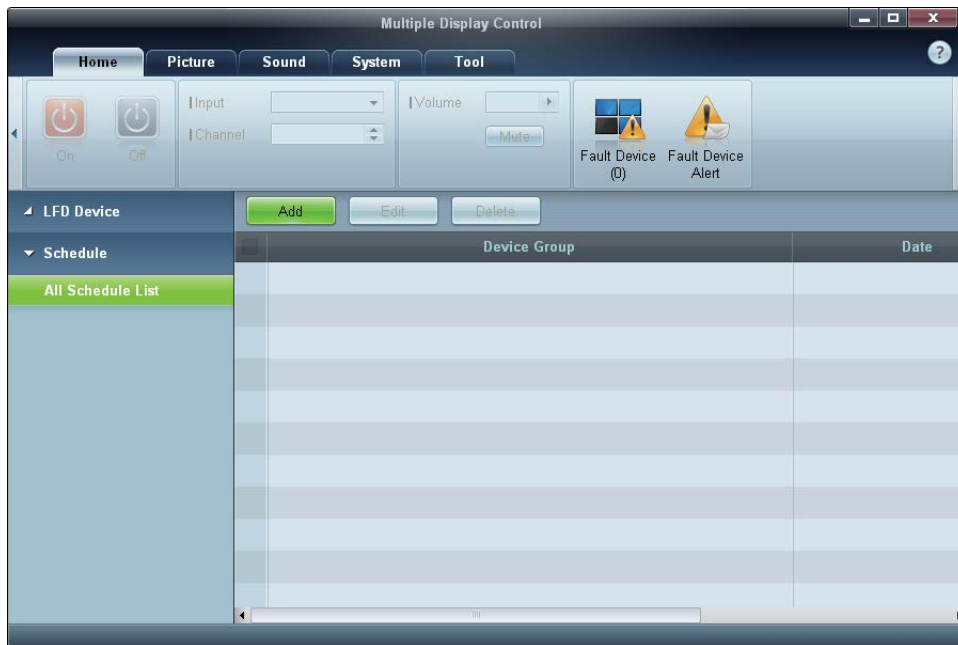 Multiple Display Control
Home Picture Sound System Tool
Input
Channel
On Off
Volume
Mute
Fault Device
(0)
Fault Device
Alert
LFD Device
Schedule
All Schedule List
Add Edit Delete
Device Group Date